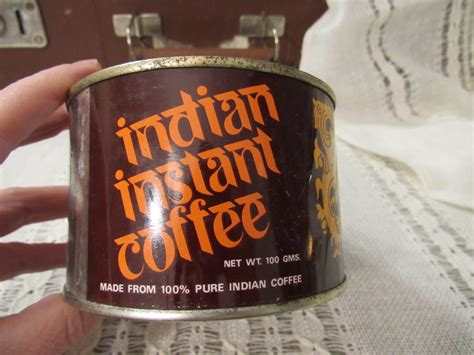 indian
instant
coffee
NET WT. 100 GMS.
MADE FROM 100% PURE INDIAN COFFEE